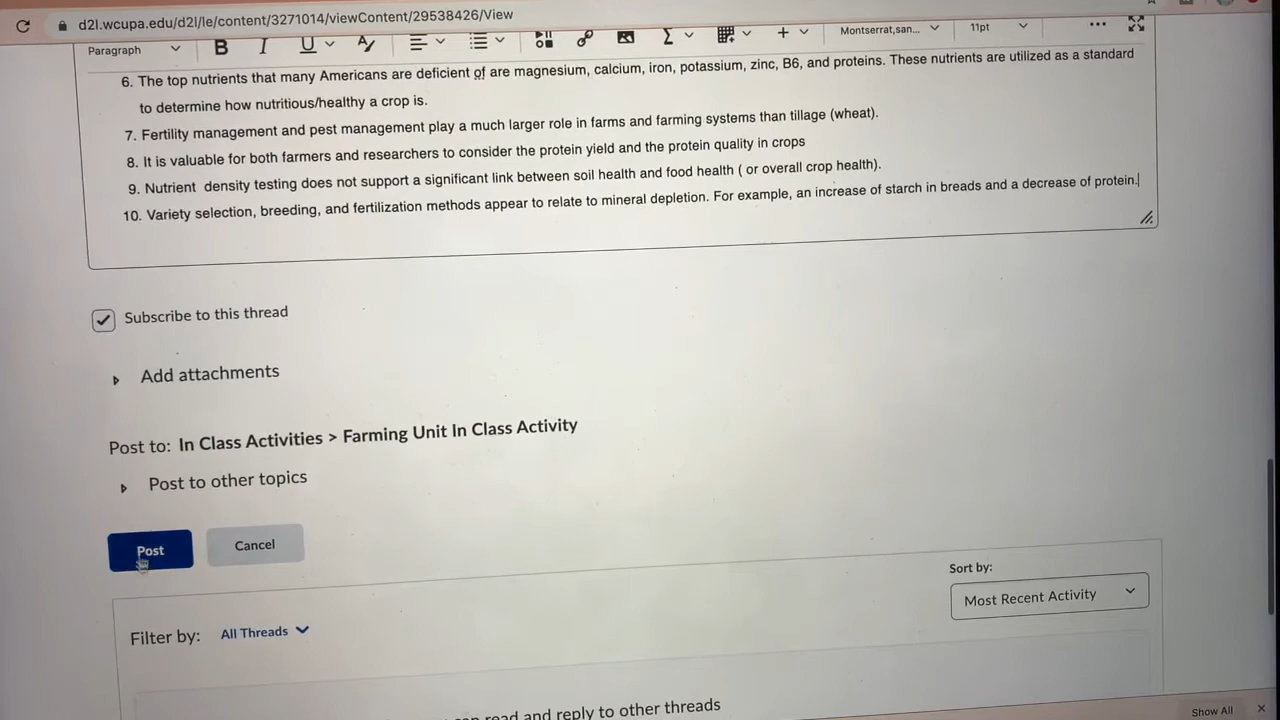 d2l.wcupa.edu/d2l/le/content/3271014/viewContent/29538426/View
Paragraph B I U A Σ + Montserrat,san... 11pt ...
6. The top nutrients that many Americans are deficient of are magnesium, calcium, iron, potassium, zinc, B6, and proteins. These nutrients are utilized as a standard
to determine how nutritious/healthy a crop is.
7. Fertility management and pest management play a much larger role in farms and farming systems than tillage (wheat).
8. It is valuable for both farmers and researchers to consider the protein yield and the protein quality in crops
9. Nutrient density testing does not support a significant link between soil health and food health ( or overall crop health).
10. Variety selection, breeding, and fertilization methods appear to relate to mineral depletion. For example, an increase of starch in breads and a decrease of protein.
Subscribe to this thread
Add attachments
Post to: In Class Activities > Farming Unit In Class Activity
Post to other topics
Post Cancel
Sort by:
Most Recent Activity
Filter by: All Threads
read and reply to other threads
Show All